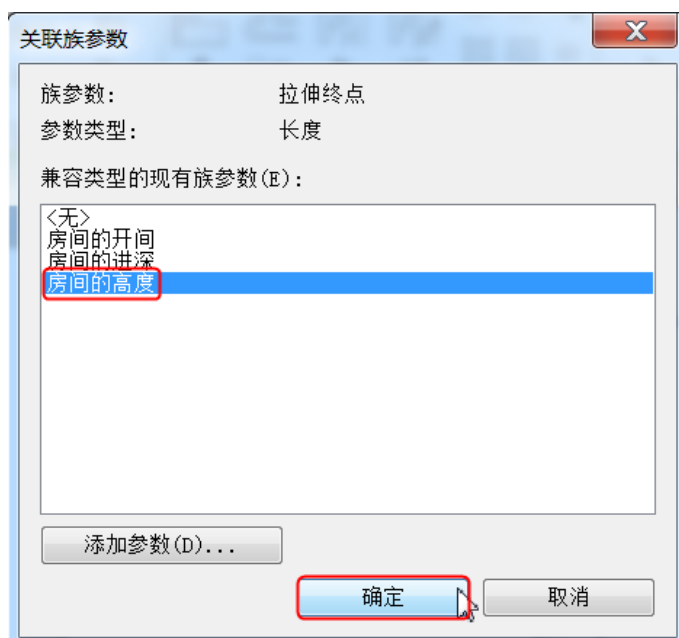 关联族参数
族参数: 拉伸终点
参数类型: 长度
兼容类型的现有族参数(E):
<无>
房间的开间
房间的进深
房间的高度
添加参数(D)...
确定 取消